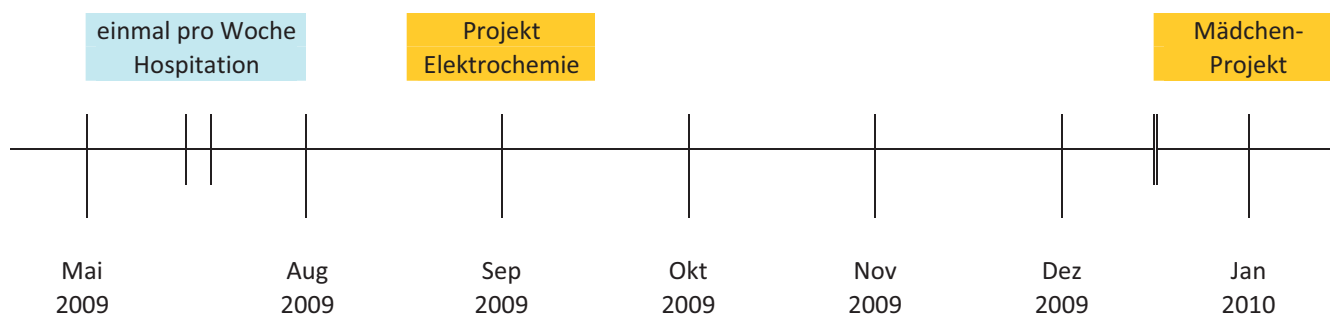 einmal pro Woche
Hospitation
Projekt
Elektrochemie
Mädchen-
Projekt
Mai
2009
Aug
2009
Sep
2009
Okt
2009
Nov
2009
Dez
2009
Jan
2010